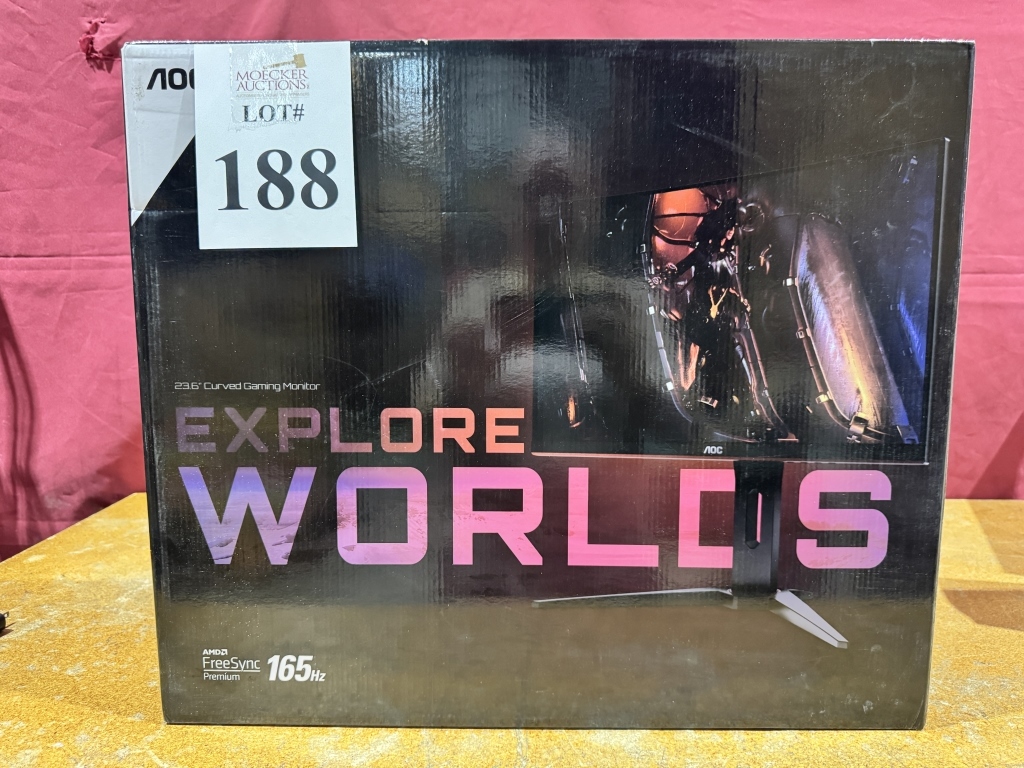 AOC
MOECKER
AUCTIONS
LOT#
188
23.6" Curved Gaming Monitor
EXPLORE
WORLDS
AOC
AMD
FreeSync
Premium
165Hz